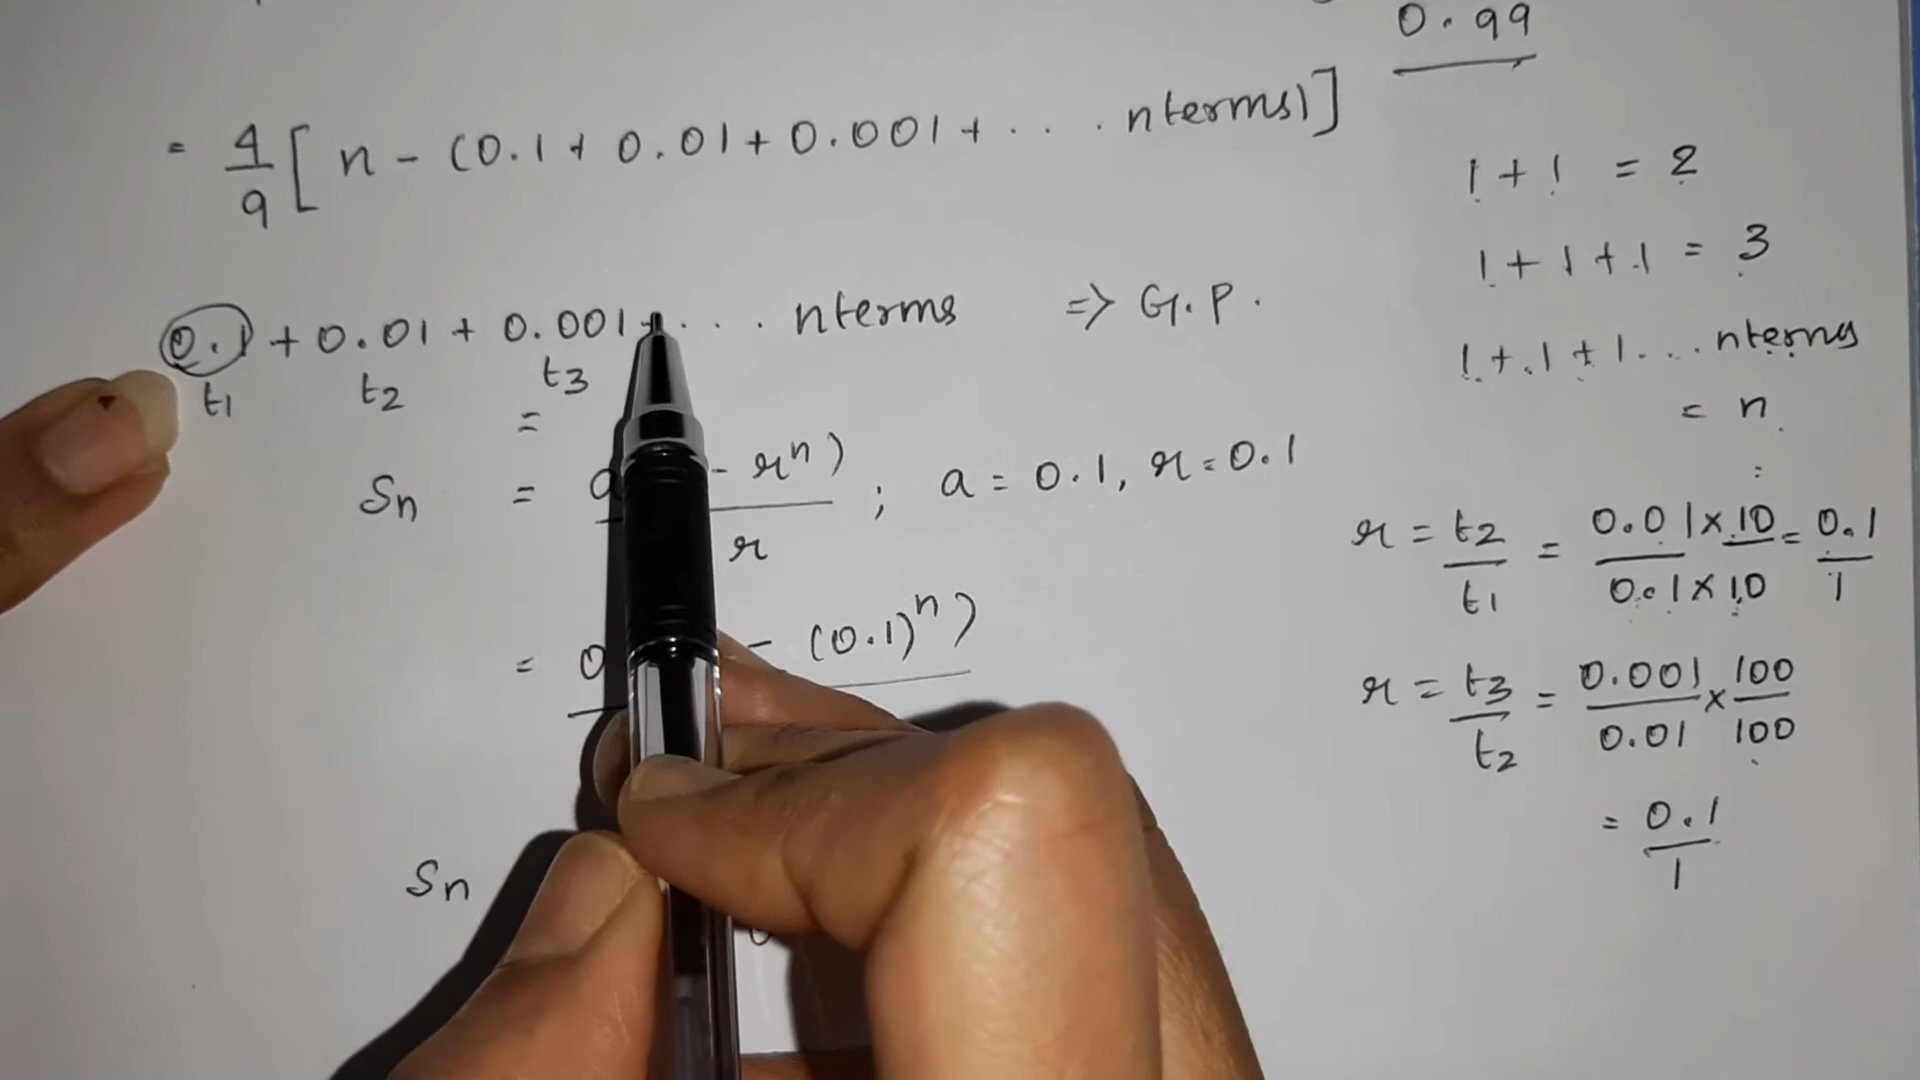 0.99
= 4/9 [ n - (0.1 + 0.01 + 0.001 + ... n terms) ]
1 + 1 = 2
1 + 1 + 1 = 3
0.1 + 0.01 + 0.001 + ... n terms => G.P.
t1 t2 t3
1 + 1 + 1 ... n terms
= n
=
Sn = a - r^n) / r ; a = 0.1, r = 0.1
r = t2/t1 = 0.01 x 10 / 0.1 x 10 = 0.1/1
= 0 - (0.1)^n)
r = t3/t2 = 0.001/0.01 x 100/100
= 0.1/1
Sn